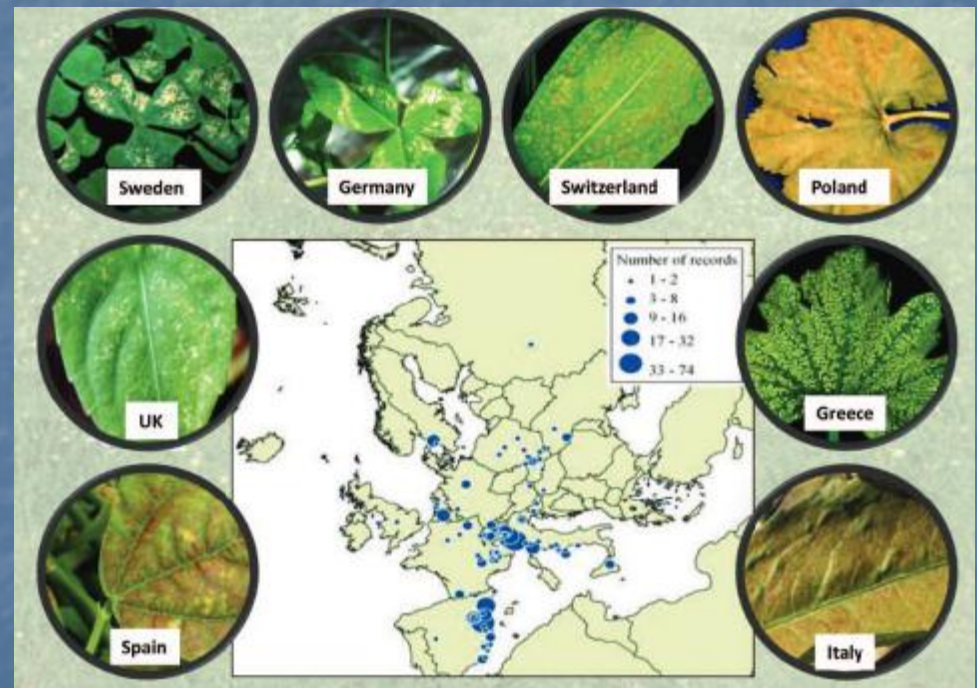 Sweden
Germany
Switzerland
Poland
UK
Number of records
1 - 2
3 - 8
9 - 16
17 - 32
33 - 74
Greece
Spain
Italy